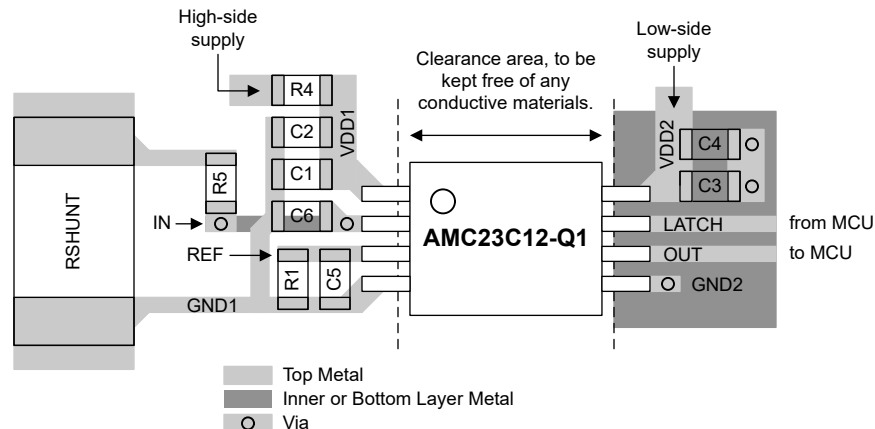 High-side
supply
Clearance area, to be
kept free of any
conductive materials.
Low-side
supply
R4
C2
C1
C6
VDD1
VDD2
C4
C3
R5
RSHUNT
IN
REF
R1
C5
GND1
AMC23C12-Q1
LATCH
from MCU
OUT
to MCU
GND2
Top Metal
Inner or Bottom Layer Metal
Via